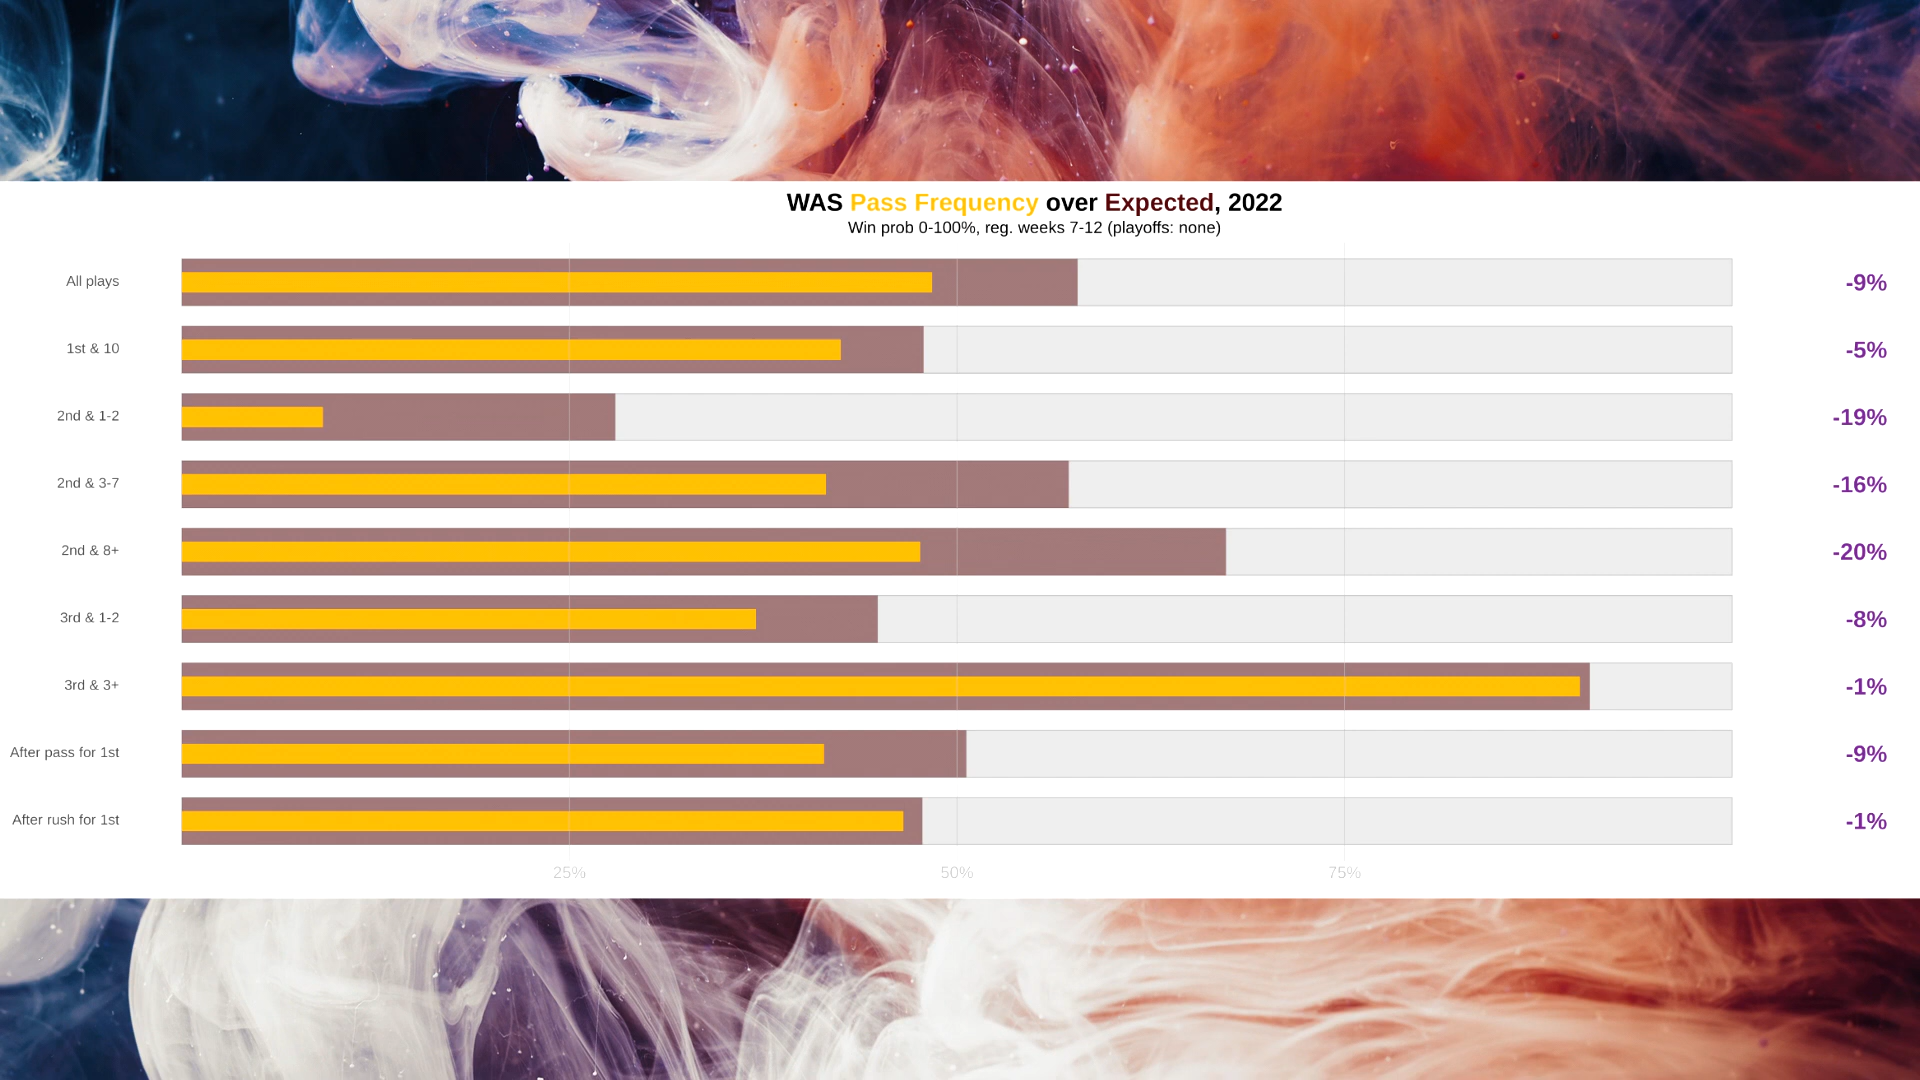 WAS Pass Frequency over Expected, 2022
Win prob 0-100%, reg. weeks 7-12 (playoffs: none)
All plays -9%
1st & 10 -5%
2nd & 1-2 -19%
2nd & 3-7 -16%
2nd & 8+ -20%
3rd & 1-2 -8%
3rd & 3+ -1%
After pass for 1st -9%
After rush for 1st -1%
25% 50% 75%